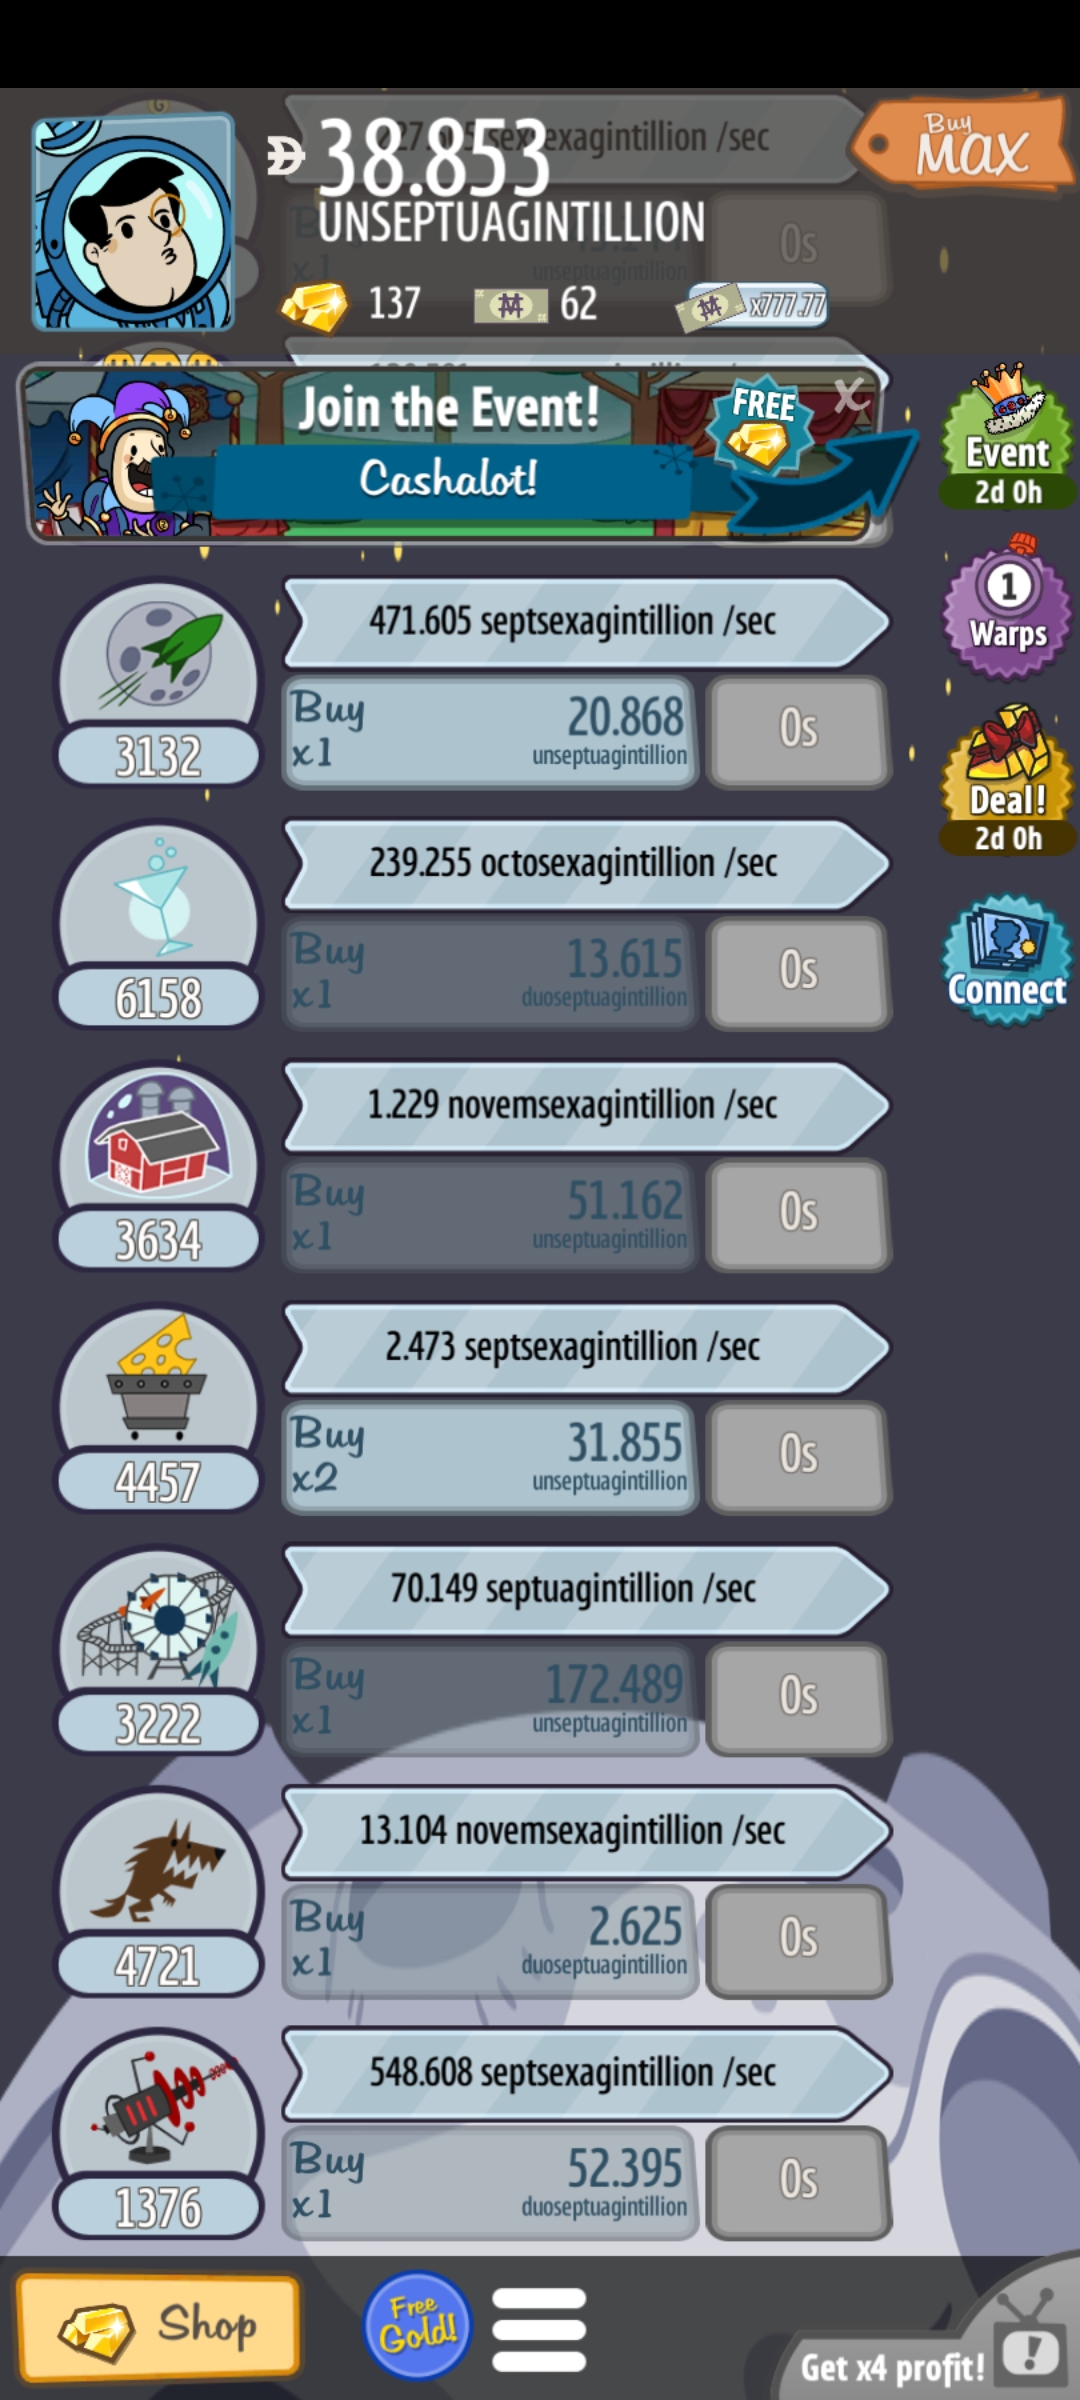 sexsexagintillion /sec
Buy
MAX
38.853
UNSEPTUAGINTILLION
x1
unseptuagintillion
0s
137
62
x777.77
Join the Event!
FREE
X
Cashalot!
Event
2d 0h
471.605 septsexagintillion /sec
1
Warps
Buy
x1
20.868
unseptuagintillion
0s
3132
Deal!
2d 0h
239.255 octosexagintillion /sec
Buy
x1
13.615
duoseptuagintillion
0s
6158
Connect
1.229 novemsexagintillion /sec
Buy
x1
51.162
unseptuagintillion
0s
3634
2.473 septsexagintillion /sec
Buy
x2
31.855
unseptuagintillion
0s
4457
70.149 septuagintillion /sec
Buy
x1
172.489
unseptuagintillion
0s
3222
13.104 novemsexagintillion /sec
Buy
x1
2.625
duoseptuagintillion
0s
4721
548.608 septsexagintillion /sec
Buy
x1
52.395
duoseptuagintillion
0s
1376
Shop
Free
Gold!
Get x4 profit!
!